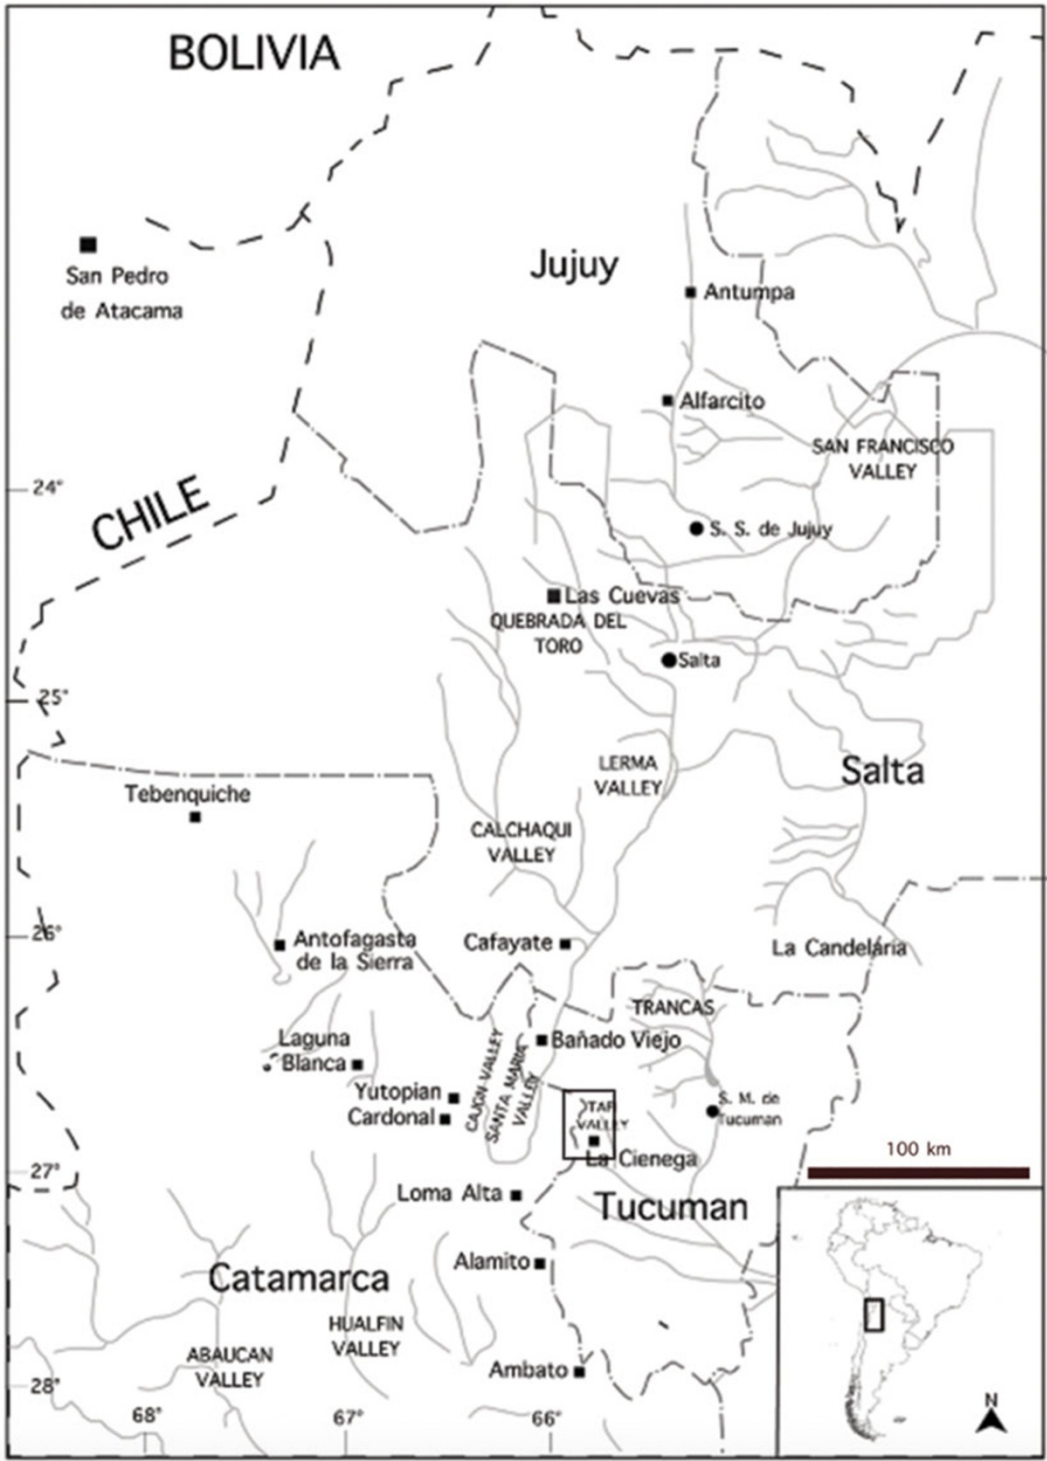 BOLIVIA
San Pedro
de Atacama
Jujuy
Antumpa
Alfarcito
SAN FRANCISCO
VALLEY
24°
CHILE
S. S. de Jujuy
Las Cuevas
QUEBRADA DEL
TORO
Salta
25°
LERMA
VALLEY
Salta
Tebenquiche
CALCHAQUI
VALLEY
26°
Antofagasta
de la Sierra
Cafayate
La Candelaria
TRANCAS
Laguna
Blanca
Bañado Viejo
CAJON VALLEY
SANTA MARIA
VALLEY
Yutopian
Cardonal
TAFI
VALLEY
S. M. de
Tucuman
La Cienega
100 km
27°
Loma Alta
Tucuman
Alamito
Catamarca
HUALFIN
VALLEY
ABAUCAN
VALLEY
Ambato
28°
68°
67°
66°
N